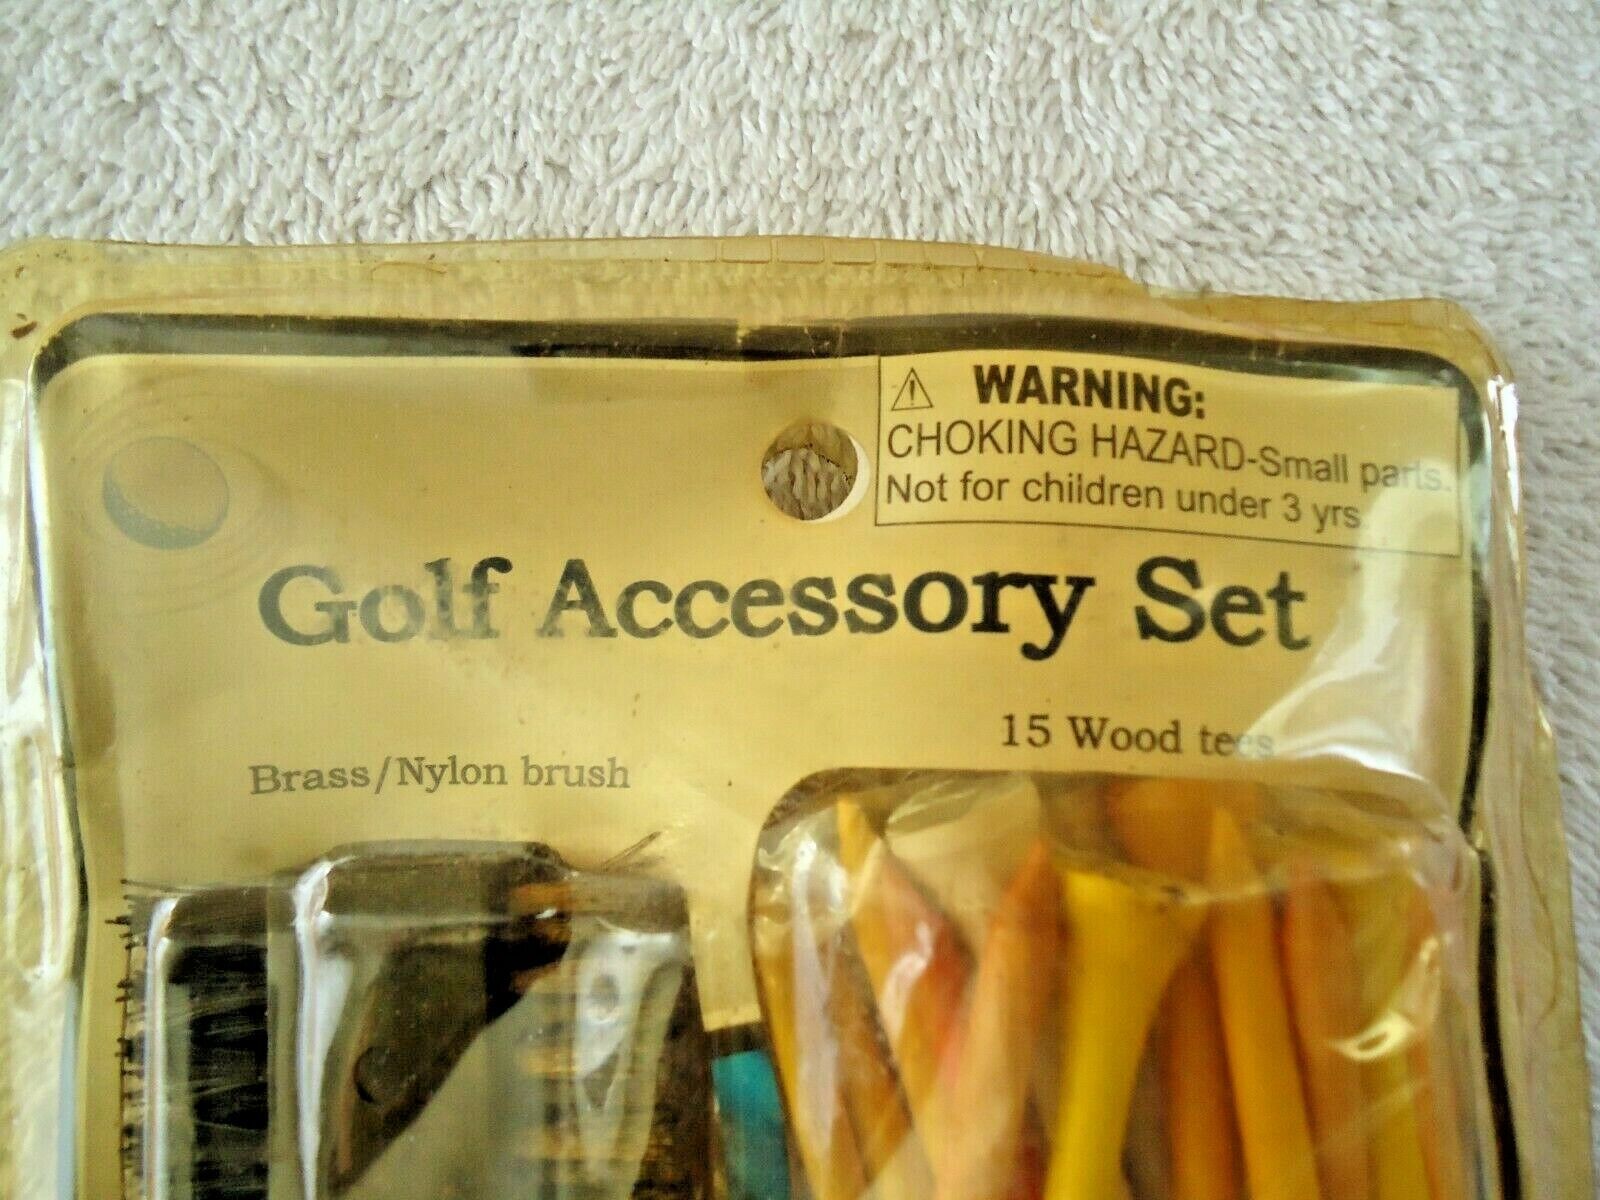 WARNING:
CHOKING HAZARD-Small parts.
Not for children under 3 yrs.
Golf Accessory Set
15 Wood tees
Brass/Nylon brush